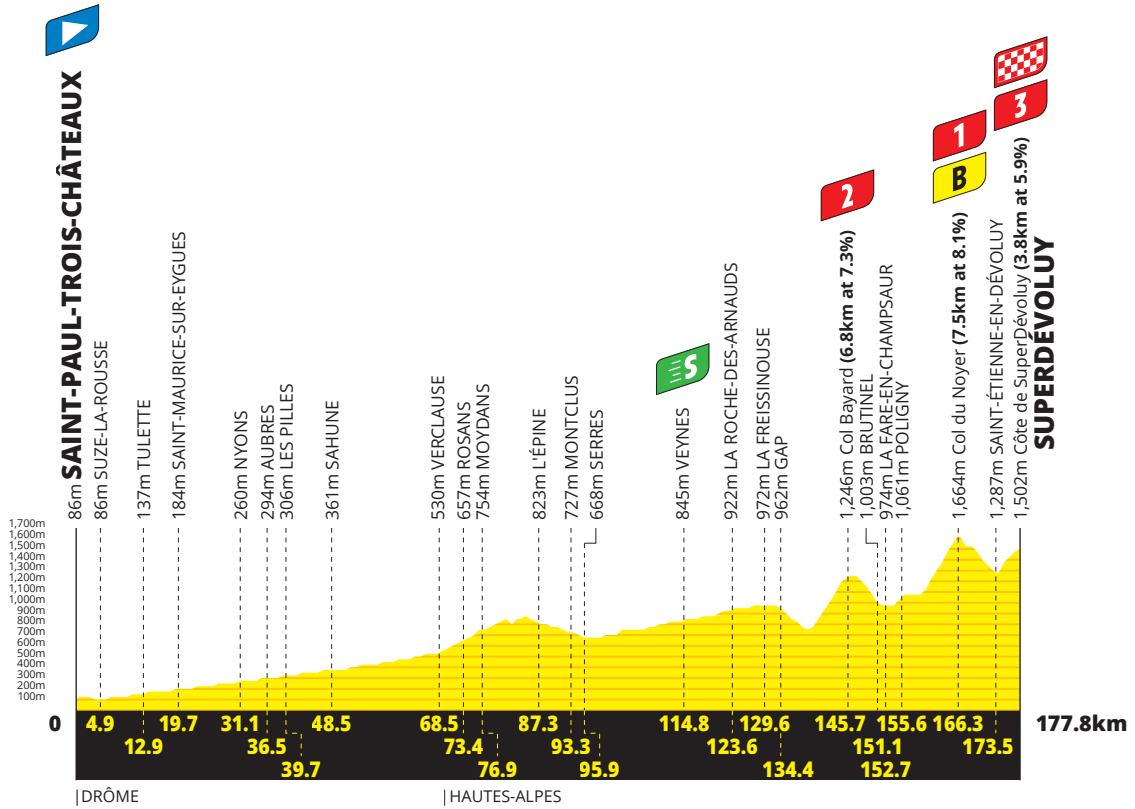 SAINT-PAUL-TROIS-CHÂTEAUX
86m
86m SUZE-LA-ROUSSE
137m TULETTE
184m SAINT-MAURICE-SUR-EYGUES
260m NYONS
294m AUBRES
306m LES PILLES
361m SAHUNE
530m VERCLAUSE
657m ROSANS
754m MOYDANS
823m L'ÉPINE
727m MONTCLUS
668m SERRES
S
845m VEYNES
922m LA ROCHE-DES-ARNAUDS
972m LA FREISSINOUSE
962m GAP
2
1,246m Col Bayard (6.8km at 7.3%)
1,003m BRUTINEL
974m LA FARE-EN-CHAMPSAUR
1,061m POLIGNY
1
B
1,664m Col du Noyer (7.5km at 8.1%)
1,287m SAINT-ÉTIENNE-EN-DÉVOLUY
3
1,502m Côte de SuperDévoluy (3.8km at 5.9%)
SUPERDÉVOLUY
1,700m
1,600m
1,500m
1,400m
1,300m
1,200m
1,100m
1,000m
900m
800m
700m
600m
500m
400m
300m
200m
100m
0 4.9 19.7 31.1 48.5 68.5 87.3 114.8 129.6 145.7 155.6 166.3 177.8km
12.9 36.5 73.4 93.3 123.6 151.1 173.5
39.7 76.9 95.9 134.4 152.7
|DRÔME |HAUTES-ALPES